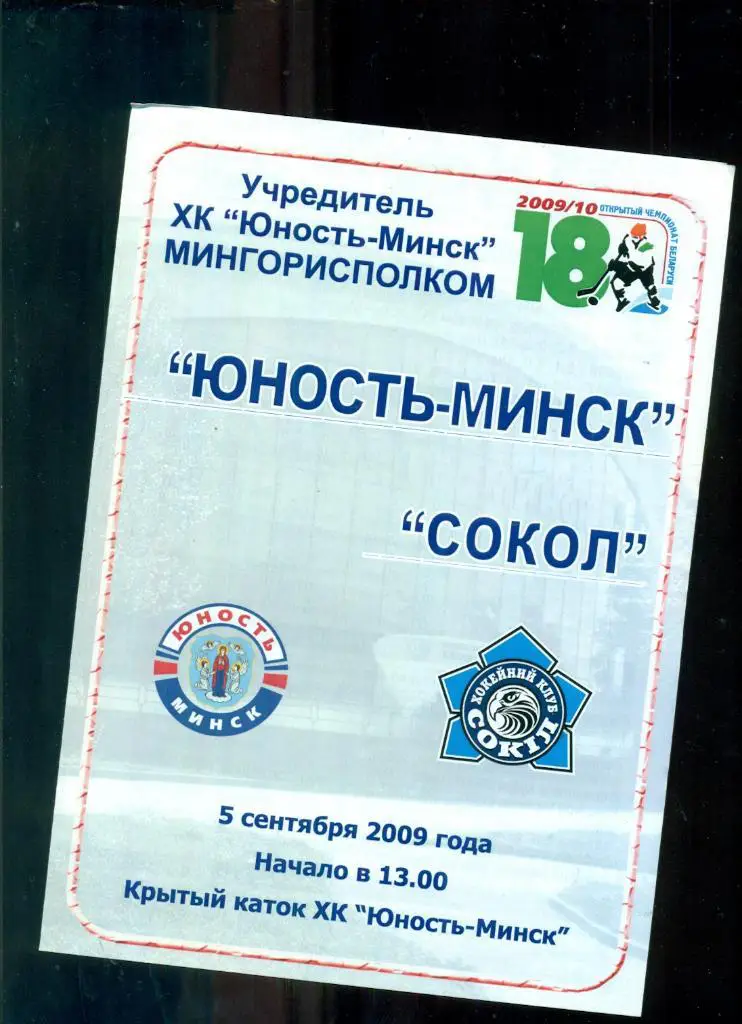 Учредитель
ХК “Юность-Минск”
МИНГОРИСПОЛКОМ
2009/10 ОТКРЫТЫЙ ЧЕМПИОНАТ БЕЛАРУСИ
18
“ЮНОСТЬ-МИНСК”
“СОКОЛ”
ЮНОСТЬ
МИНСК
ХОКЕЙНИЙ КЛУБ
СОКІЛ
5 сентября 2009 года
Начало в 13.00
Крытый каток ХК “Юность-Минск”